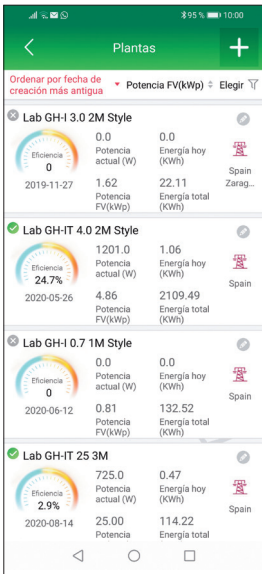 95 % 10:00
Plantas
Ordenar por fecha de
creación más antigua
Potencia FV(kWp)
Elegir
Lab GH-I 3.0 2M Style
Eficiencia
0
2019-11-27
0.0
Potencia
actual (W)
0.0
Energía hoy
(KWh)
1.62
Potencia
FV(kWp)
22.11
Energía total
(KWh)
Spain
Zarag...
Lab GH-IT 4.0 2M Style
Eficiencia
24.7%
2020-05-26
1201.0
Potencia
actual (W)
1.06
Energía hoy
(KWh)
4.86
Potencia
FV(kWp)
2109.49
Energía total
(KWh)
Spain
Lab GH-I 0.7 1M Style
Eficiencia
0
2020-06-12
0.0
Potencia
actual (W)
0.0
Energía hoy
(KWh)
0.81
Potencia
FV(kWp)
132.52
Energía total
(KWh)
Spain
Lab GH-IT 25 3M
Eficiencia
2.9%
2020-08-14
725.0
Potencia
actual (W)
0.47
Energía hoy
(KWh)
25.00
Potencia
114.22
Energía total
Spain